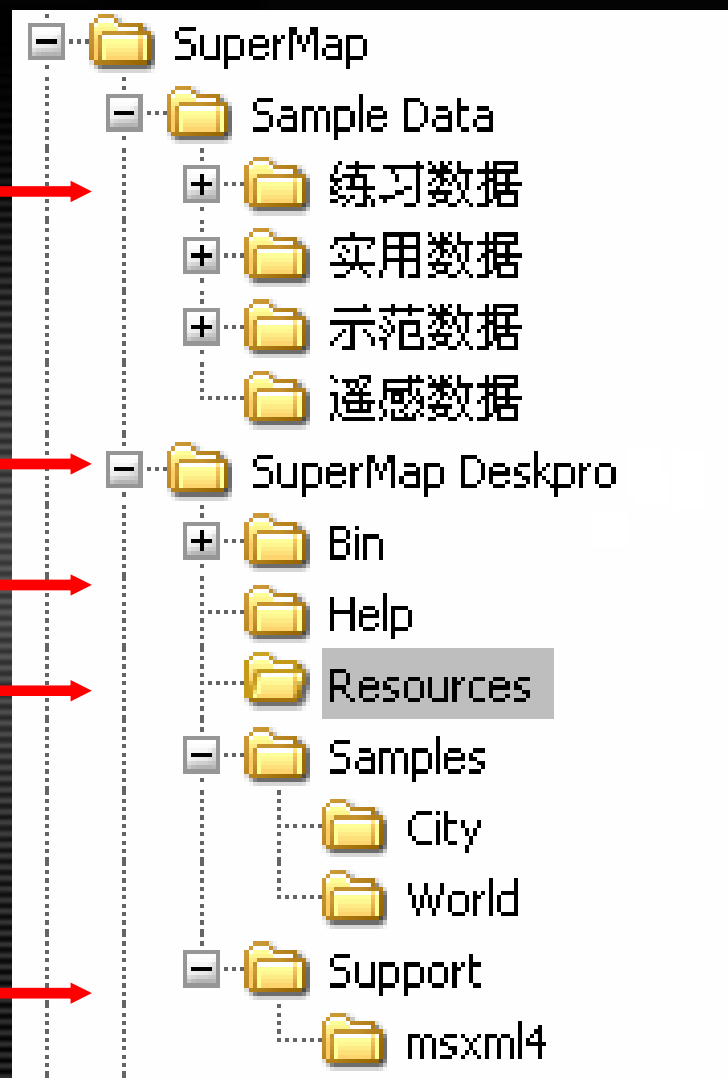 SuperMap
Sample Data
练习数据
实用数据
示范数据
遥感数据
SuperMap Deskpro
Bin
Help
Resources
Samples
City
World
Support
msxml4